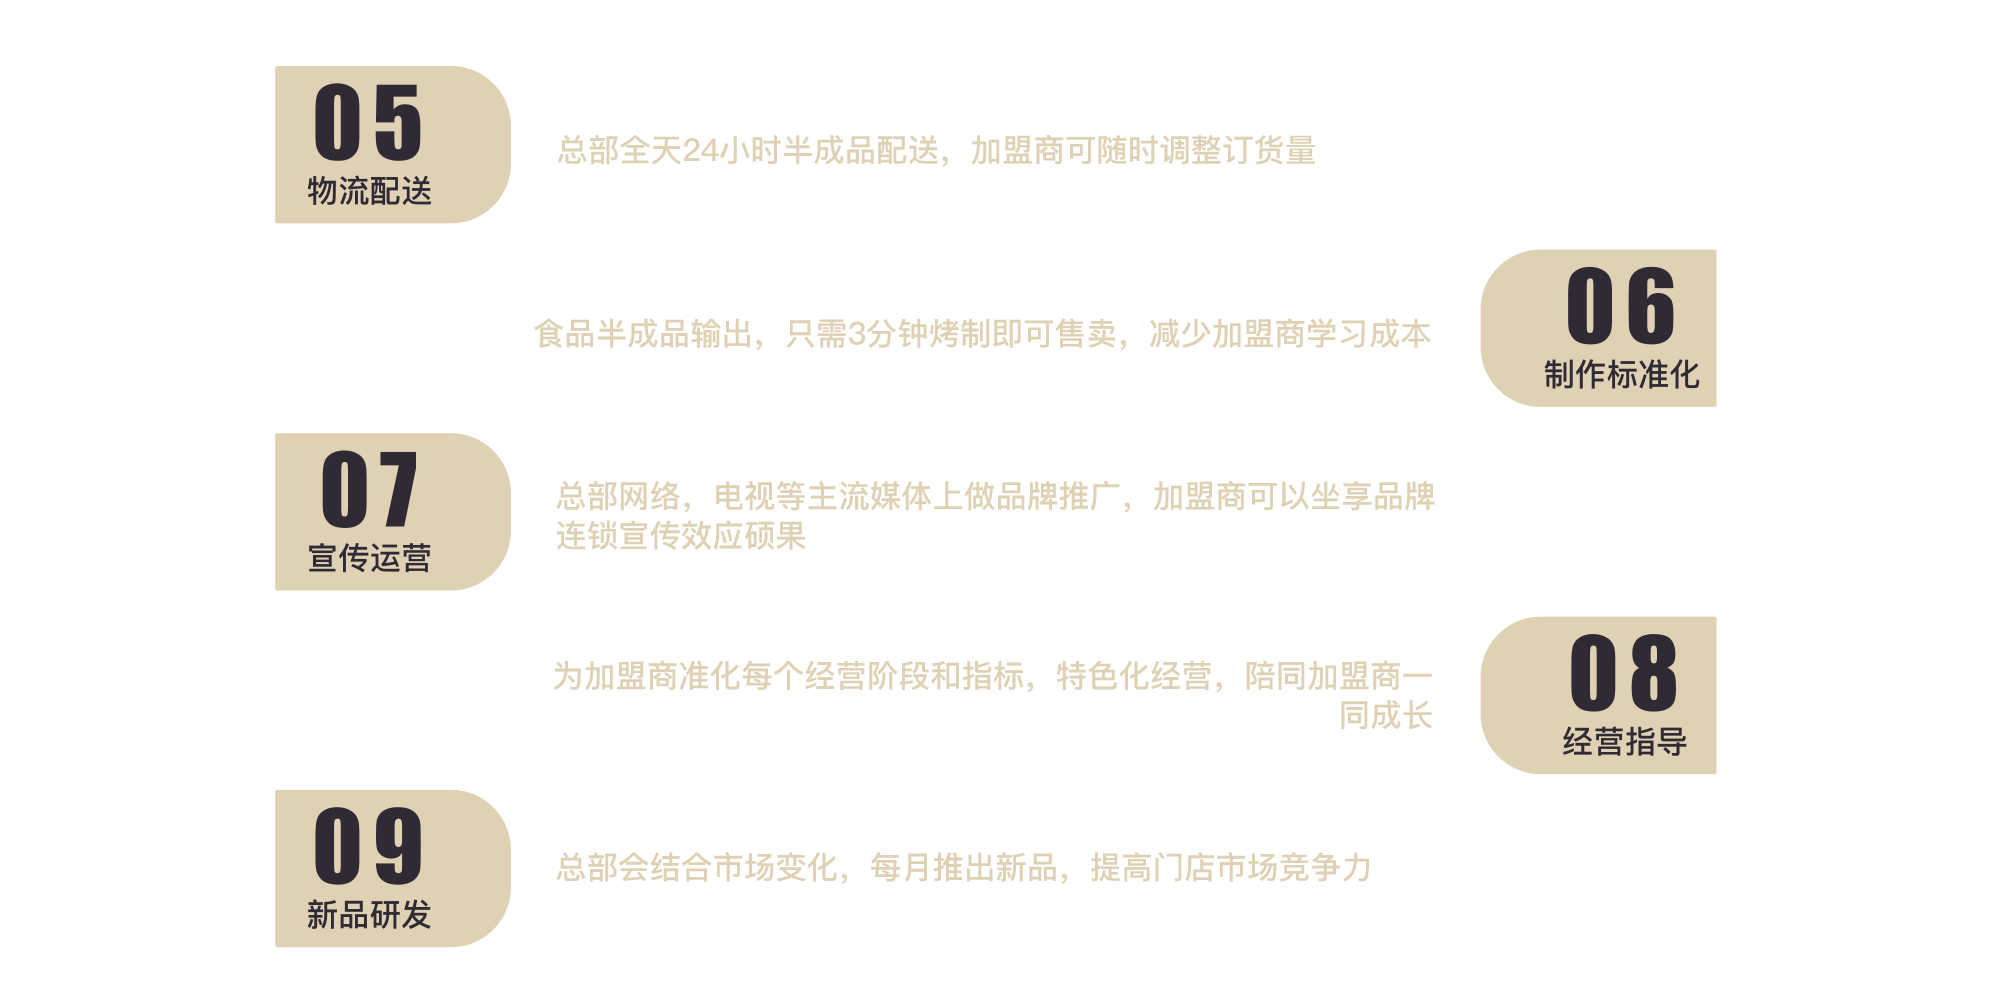 05
物流配送
总部全天24小时半成品配送，加盟商可随时调整订货量
食品半成品输出，只需3分钟烤制即可售卖，减少加盟商学习成本
06
制作标准化
07
宣传运营
总部网络，电视等主流媒体上做品牌推广，加盟商可以坐享品牌
连锁宣传效应硕果
为加盟商准化每个经营阶段和指标，特色化经营，陪同加盟商一
同成长
08
经营指导
09
新品研发
总部会结合市场变化，每月推出新品，提高门店市场竞争力